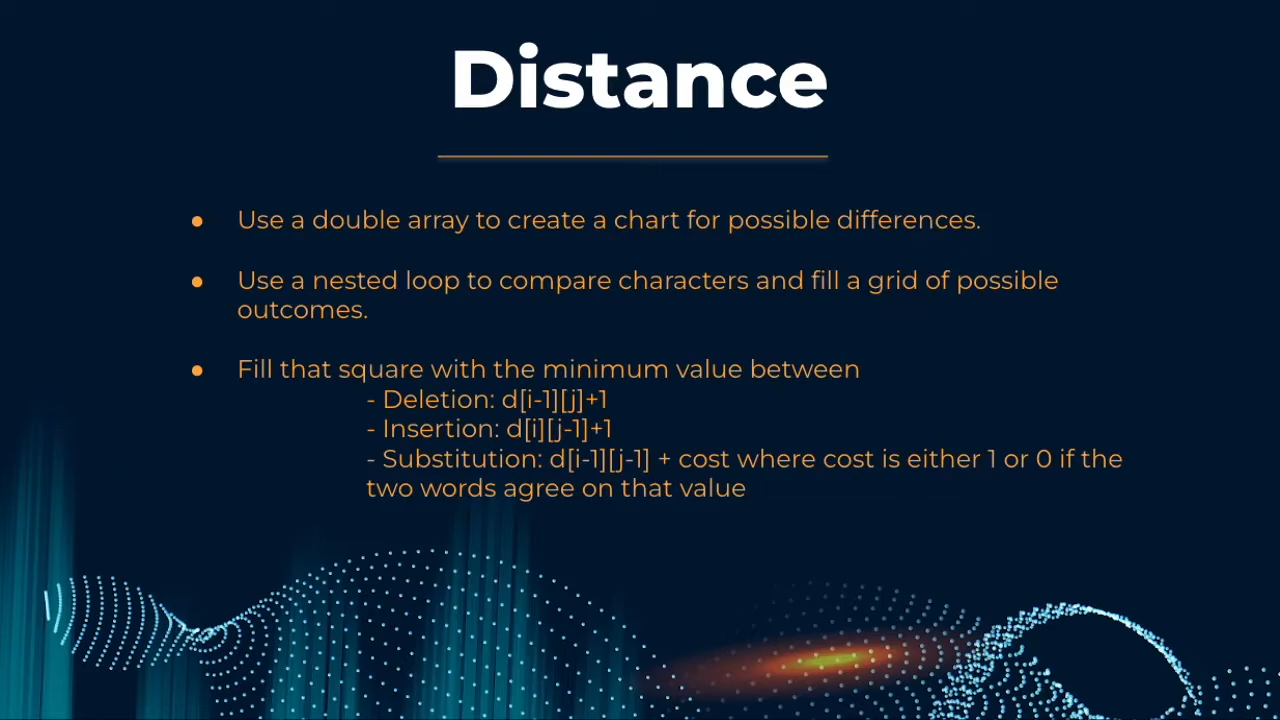 Distance
● Use a double array to create a chart for possible differences.
● Use a nested loop to compare characters and fill a grid of possible
outcomes.
● Fill that square with the minimum value between
- Deletion: d[i-1][j]+1
- Insertion: d[i][j-1]+1
- Substitution: d[i-1][j-1] + cost where cost is either 1 or 0 if the
two words agree on that value